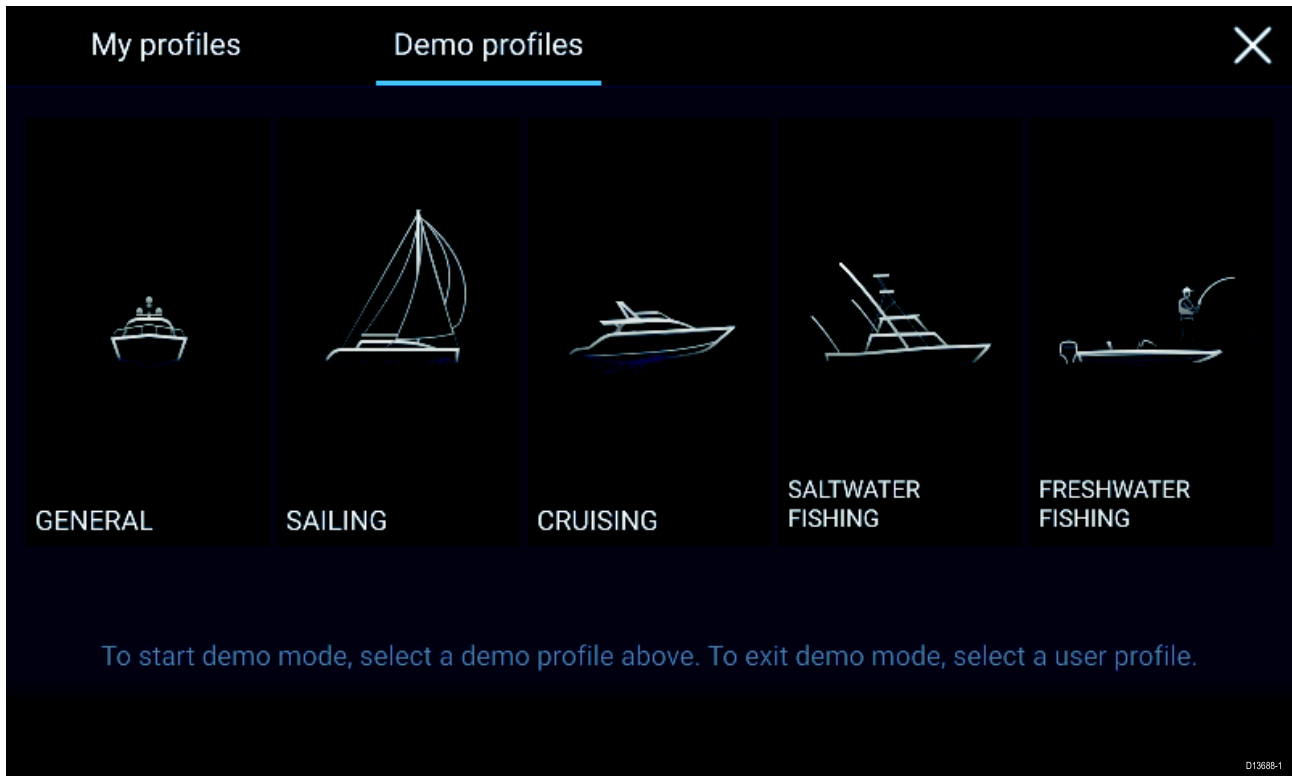 My profiles
Demo profiles
GENERAL
SAILING
CRUISING
SALTWATER
FISHING
FRESHWATER
FISHING
To start demo mode, select a demo profile above. To exit demo mode, select a user profile.
D13688-1